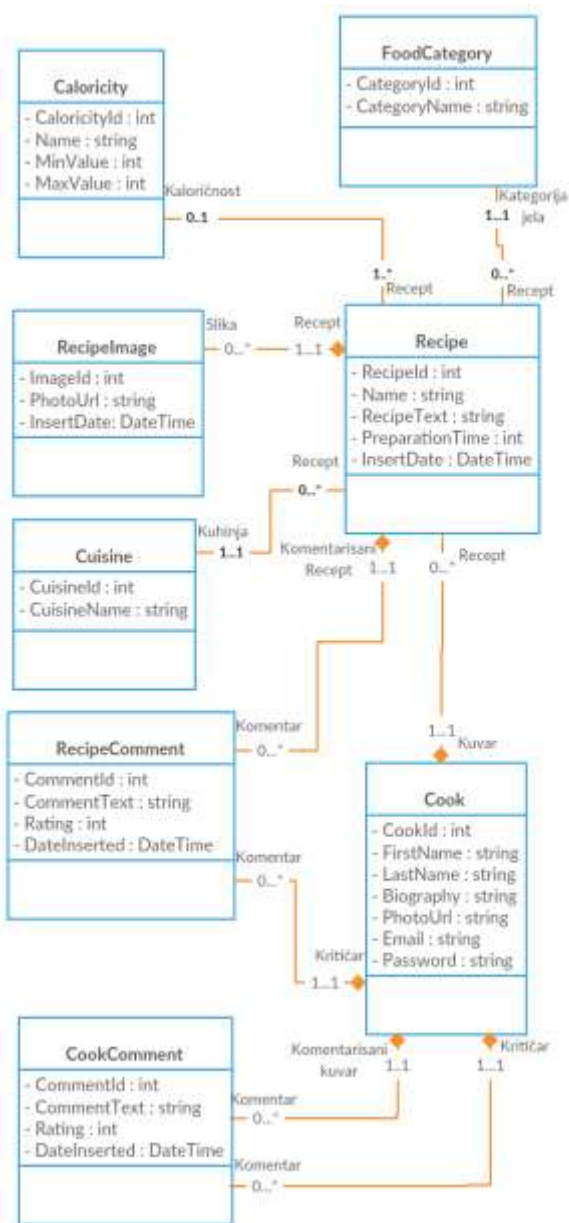 FoodCategory
- CategoryId : int
- CategoryName : string
Caloricity
- CaloricityId : int
- Name : string
- MinValue : int
- MaxValue : int
Kaloričnost
0..1
Kategorija
1..1 jela
1..*
Recept
0..*
Recept
RecipeImage
- ImageId : int
- PhotoUrl : string
- InsertDate: DateTime
Slika
0...*
Recept
1...1
Recipe
- RecipeId : int
- Name : string
- RecipeText : string
- PreparationTime : int
- InsertDate : DateTime
Recept
0...*
Kuhinja
1...1
Cuisine
- CuisineId : int
- CuisineName : string
Komentarisani
Recept 1...1
Recept
0...*
RecipeComment
- CommentId : int
- CommentText : string
- Rating : int
- DateInserted : DateTime
Komentar
0...*
1...1
Kuvar
Cook
- CookId : int
- FirstName : string
- LastName : string
- Biography : string
- PhotoUrl : string
- Email : string
- Password : string
Komentar
0...*
Kritičar
1...1
CookComment
- CommentId : int
- CommentText : string
- Rating : int
- DateInserted : DateTime
Komentarisani
kuvar 1...1
Kritičar
1...1
Komentar
0...*
Komentar
0...*